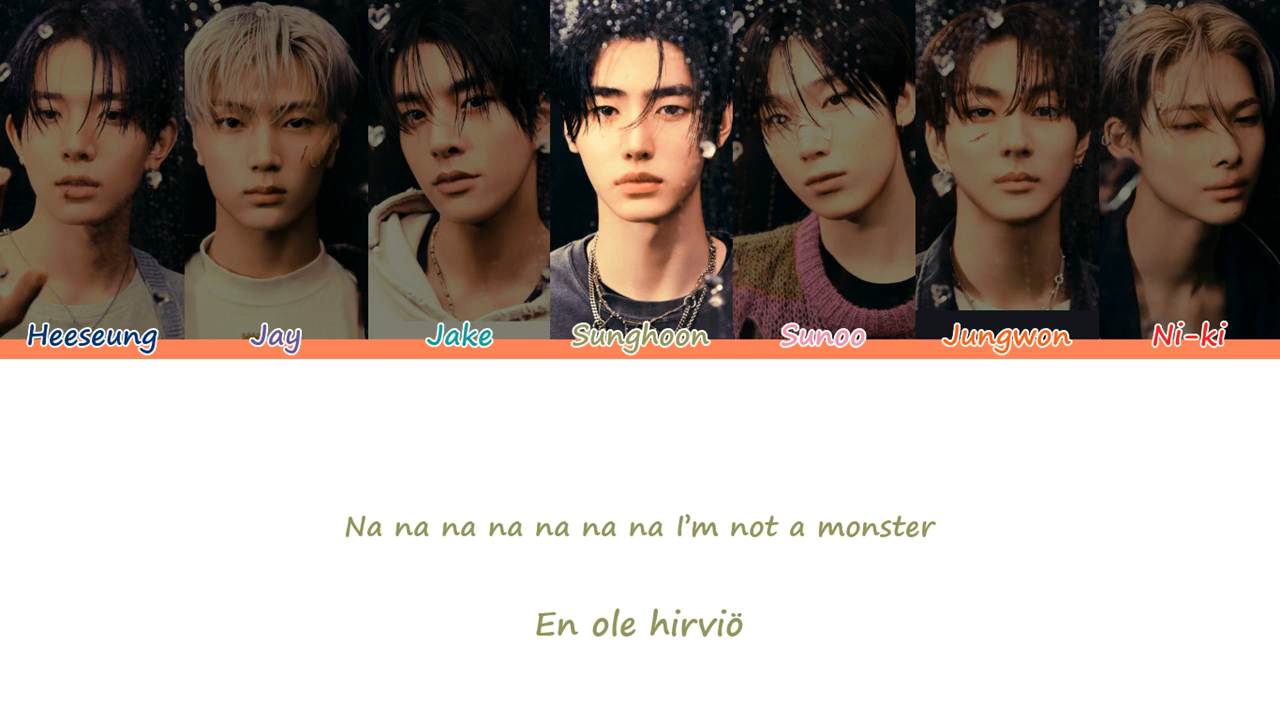 Heeseung Jay Jake Sunghoon Sunoo Jungwon Ni-ki
Na na na na na na na I'm not a monster
En ole hirviö